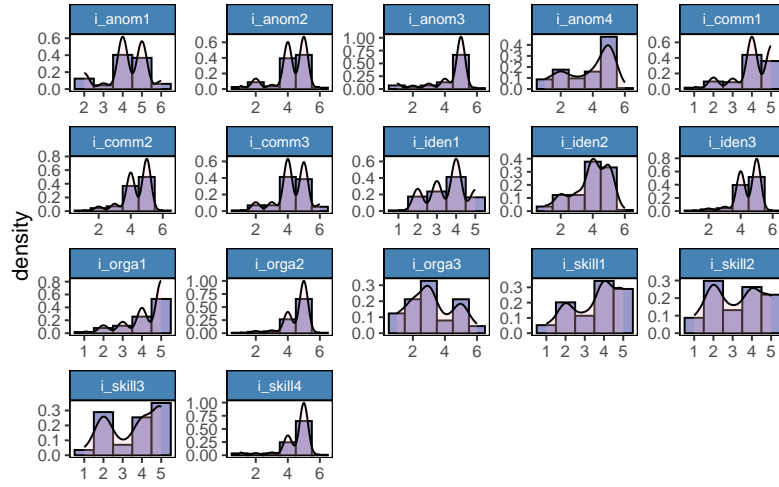 i_anom1 i_anom2 i_anom3 i_anom4 i_comm1
0.6 0.4 0.2 0.0 0.6 0.4 0.2 0.0 1.00 0.75 0.50 0.25 0.00 0.4 0.3 0.2 0.1 0.0 0.6 0.4 0.2 0.0
2 3 4 5 6 2 4 6 2 4 6 2 4 6 1 2 3 4 5
i_comm2 i_comm3 i_iden1 i_iden2 i_iden3
0.8 0.6 0.4 0.2 0.0 0.6 0.4 0.2 0.0 0.6 0.4 0.2 0.0 0.4 0.3 0.2 0.1 0.0 0.8 0.6 0.4 0.2 0.0
2 4 6 2 4 6 1 2 3 4 5 2 4 6 2 4 6
density
i_orga1 i_orga2 i_orga3 i_skill1 i_skill2
0.8 0.6 0.4 0.2 0.0 1.00 0.75 0.50 0.25 0.00 0.3 0.2 0.1 0.0 0.3 0.2 0.1 0.0 0.3 0.2 0.1 0.0
1 2 3 4 5 2 4 6 2 4 6 1 2 3 4 5 1 2 3 4 5
i_skill3 i_skill4
0.3 0.2 0.1 0.0 1.00 0.75 0.50 0.25 0.00
1 2 3 4 5 2 4 6